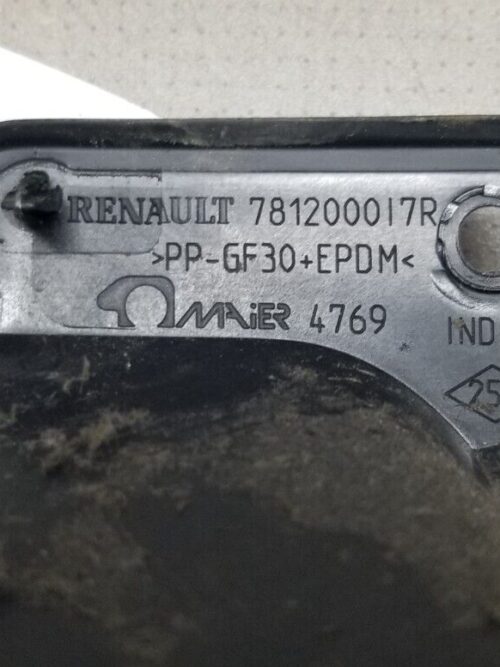 RENAULT 781200017R
>PP-GF30+EPDM<
MAIER 4769 IND
25